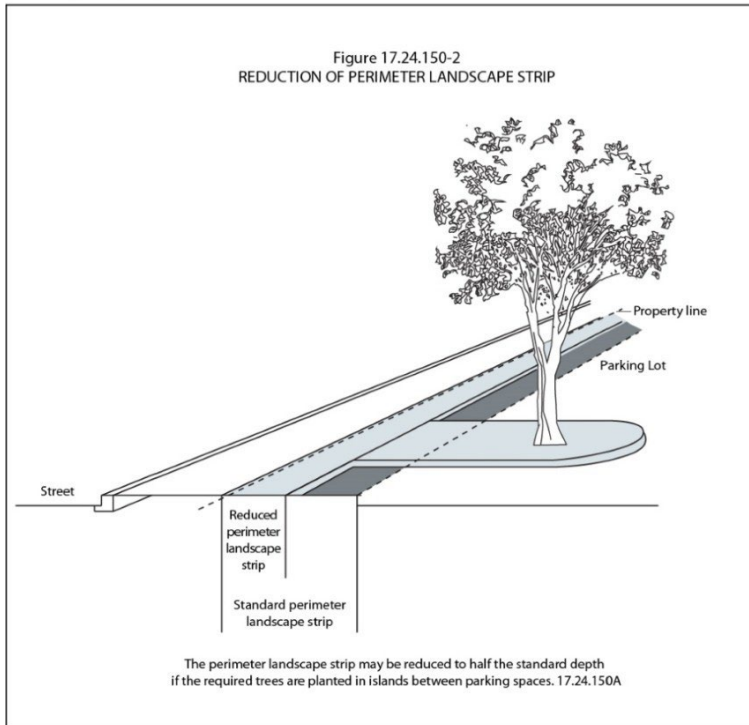 Figure 17.24.150-2
REDUCTION OF PERIMETER LANDSCAPE STRIP
Property line
Parking Lot
Street
Reduced
perimeter
landscape
strip
Standard perimeter
landscape strip
The perimeter landscape strip may be reduced to half the standard depth
if the required trees are planted in islands between parking spaces. 17.24.150A